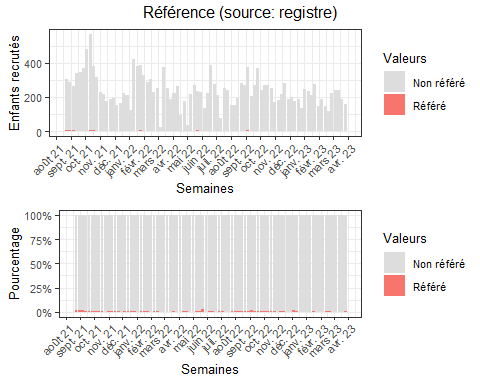 Référence (source: registre)
Enfants recrutés
400
200
0
août 21
sept. 21
oct. 21
nov. 21
déc. 21
janv. 22
févr. 22
mars 22
avr. 22
mai 22
juin 22
juil. 22
août 22
sept. 22
oct. 22
nov. 22
déc. 22
janv. 23
févr. 23
mars 23
avr. 23
Semaines
Valeurs
Non référé
Référé
Pourcentage
100%
75%
50%
25%
0%
août 21
sept. 21
oct. 21
nov. 21
déc. 21
janv. 22
févr. 22
mars 22
avr. 22
mai 22
juin 22
juil. 22
août 22
sept. 22
oct. 22
nov. 22
déc. 22
janv. 23
févr. 23
mars 23
avr. 23
Semaines
Valeurs
Non référé
Référé